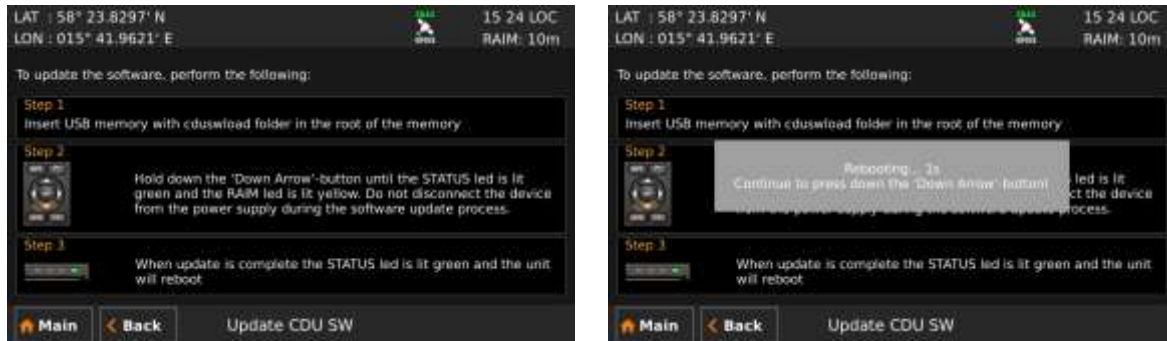 LAT : 58° 23.8297' N
LON : 015° 41.9621' E
15 24 LOC
RAIM: 10m
To update the software, perform the following:
Step 1
Insert USB memory with cduswload folder in the root of the memory
Step 2
Hold down the 'Down Arrow'-button until the STATUS led is lit
green and the RAIM led is lit yellow. Do not disconnect the device
from the power supply during the software update
process.
Step 3
When update is complete the STATUS led is lit green and the unit
will reboot
Main
Back
Update CDU SW
LAT : 58° 23.8297' N
LON : 015° 41.9621' E
15 24 LOC
RAIM: 10m
To update the software, perform the following:
Step 1
Insert USB memory with cduswload folder in the root of the memory
Step 2
Rebooting... 1s
Continue to press down the 'Down Arrow'-button!
led is lit
ct the device
process.
Step 3
When update is complete the STATUS led is lit green and the unit
will reboot
Main
Back
Update CDU SW